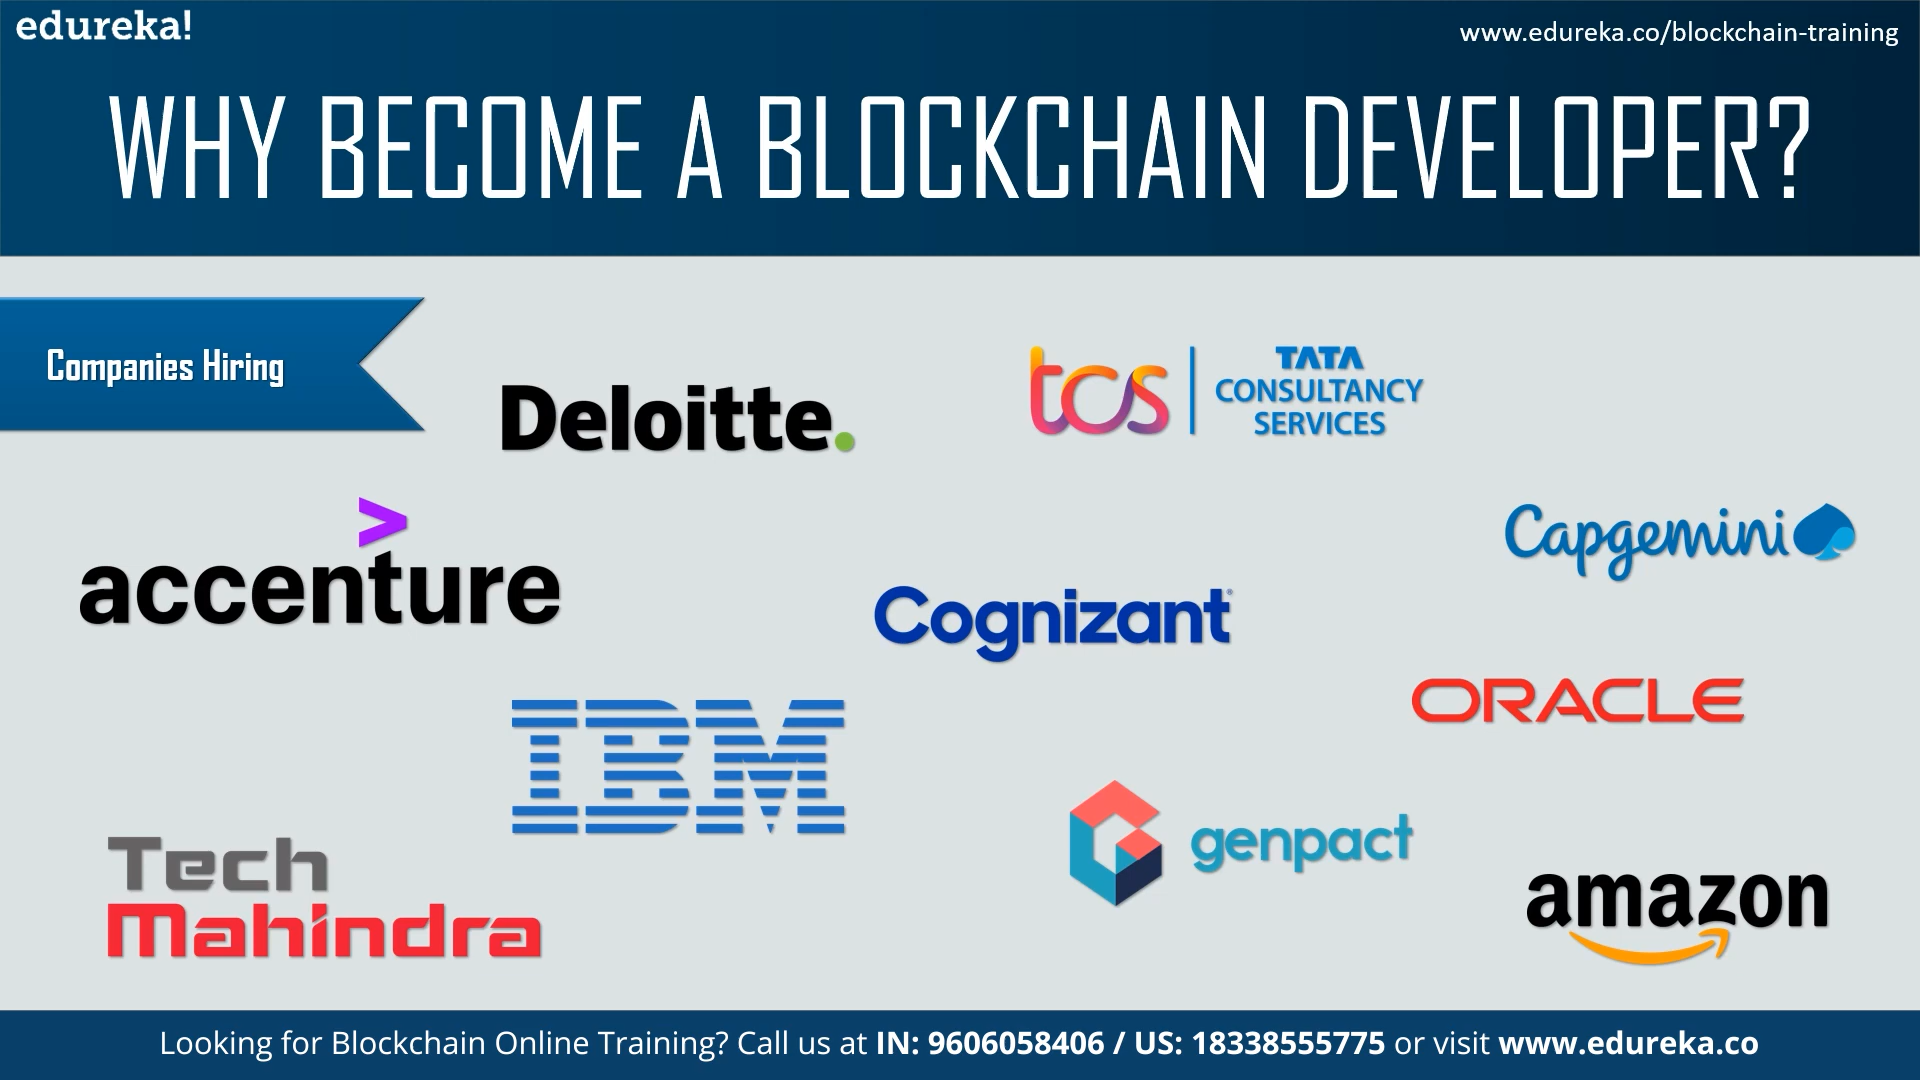 edureka!
www.edureka.co/blockchain-training
WHY BECOME A BLOCKCHAIN DEVELOPER?
Companies Hiring
Deloitte.
tcs
TATA
CONSULTANCY
SERVICES
>
accenture
Capgemini
Cognizant
ORACLE
IBM
genpact
Tech
Mahindra
amazon
Looking for Blockchain Online Training? Call us at IN: 9606058406 / US: 18338555775 or visit www.edureka.co